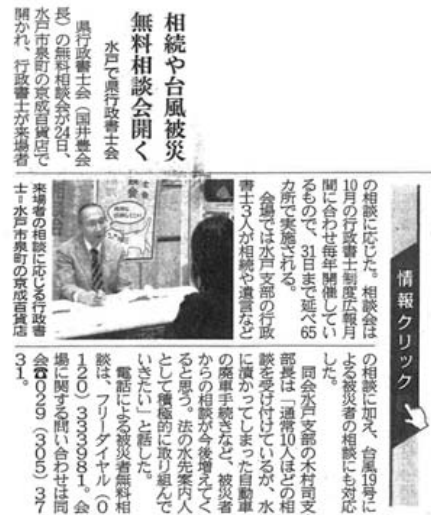 相続や台風被災
無料相談会開く
水戸で県行政書士会
県行政書士会（国井豊会
長）の無料相談会が24日、
水戸市泉町の京成百貨店で
開かれ、行政書士が来場者
の相談に応じた。相談会は
10月の行政書士制度広報月
間に合わせ毎年開催してい
るもので、31日まで延べ65
カ所で実施される。
会場では水戸支部の行政
書士3人が相続や遺言など
来場者の相談に応じる行政書
士＝水戸市泉町の京成百貨店
の相談に加え、台風19号に
よる被災者の相談にも対応
した。
同会水戸支部の木村司支
部長は「通常10人ほどの相
談を受け付けているが、水
に漬かってしまった自動車
の廃車手続きなど、被災者
からの相談が今後増えてく
ると思う。法の水先案内人
として積極的に取り組んで
いきたい」と話した。
電話による被災者無料相
談は、フリーダイヤル（0
120）333981。会
場に関する問い合わせは同
会☎029（305）37
31。
情報クリック